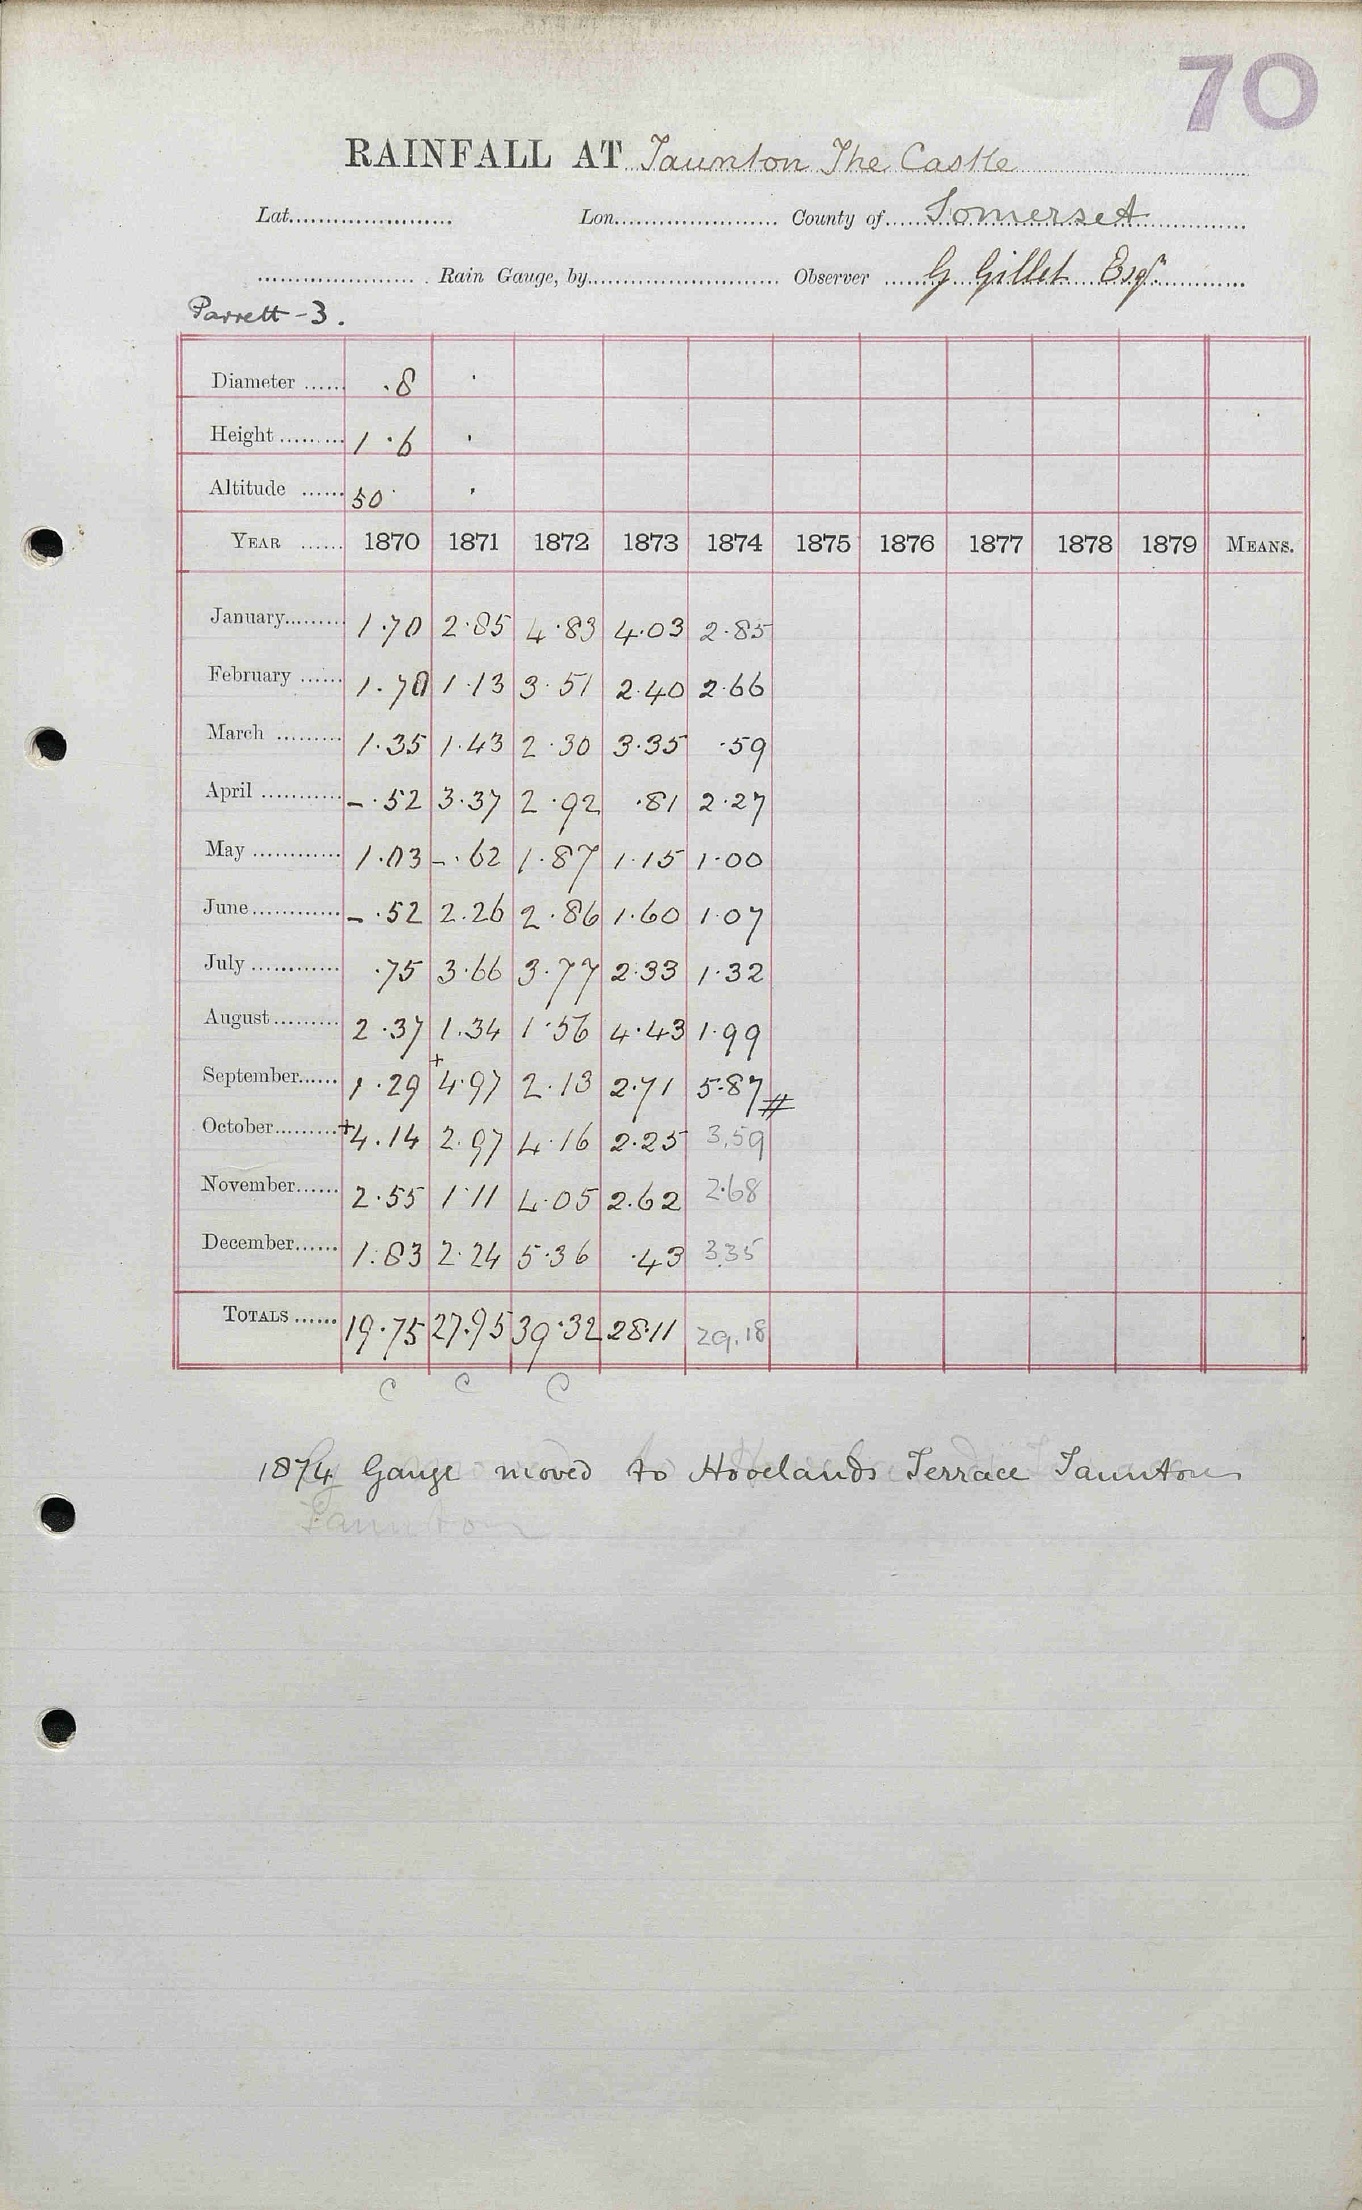 70
RAINFALL AT Taunton The Castle
Lat. Lon. County of Somerset
Rain Gauge, by Observer G Gillet Esqr
Parrett - 3.
Diameter .8
Height 1.6
Altitude 50
YEAR 1870 1871 1872 1873 1874 1875 1876 1877 1878 1879 MEANS.
January 1.70 2.85 4.83 4.03 2.85
February 1.70 1.13 3.51 2.40 2.66
March 1.35 1.43 2.30 3.35 .59
April -.52 3.37 2.92 .81 2.27
May 1.03 -.62 1.87 1.15 1.00
June -.52 2.26 2.86 1.60 1.07
July .75 3.66 3.77 2.33 1.32
August 2.37 1.34 1.56 4.43 1.99
September 1.29 +4.97 2.13 2.71 5.87 #
October +4.14 2.97 4.16 2.25 3.59
November 2.55 1.11 4.05 2.62 2.68
December 1.83 2.24 5.36 .43 3.35
TOTALS 19.75 27.95 39.32 28.11 29.18
C C C
1874 Gauge moved to Hovelands Terrace Taunton
Taunton